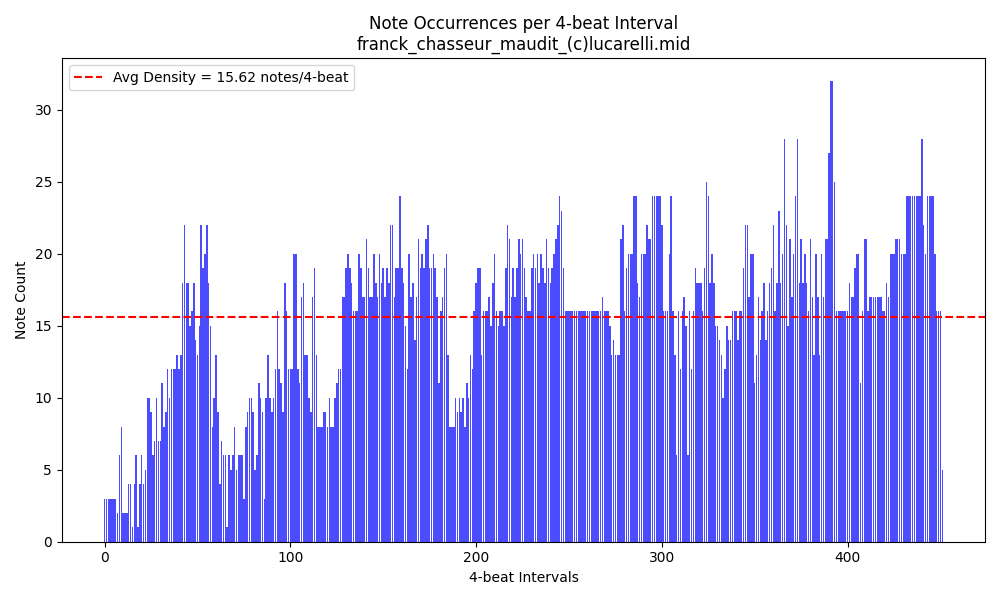 Note Occurrences per 4-beat Interval
franck_chasseur_maudit_(c)lucarelli.mid
Avg Density = 15.62 notes/4-beat
Note Count
30
25
20
15
10
5
0
0 100 200 300 400
4-beat Intervals